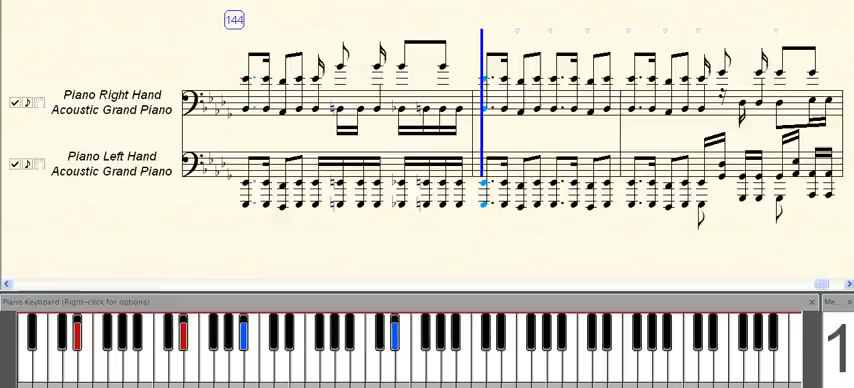 144
Piano Right Hand
Acoustic Grand Piano
Piano Left Hand
Acoustic Grand Piano
Piano Keyboard (Right-click for options)
Me...
1